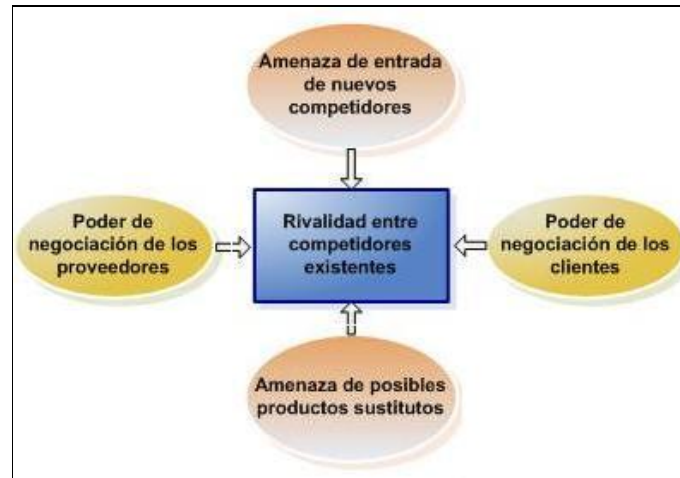 Amenaza de entrada
de nuevos
competidores
Poder de
negociación de los
proveedores
Rivalidad entre
competidores
existentes
Poder de
negociación de los
clientes
Amenaza de posibles
productos sustitutos